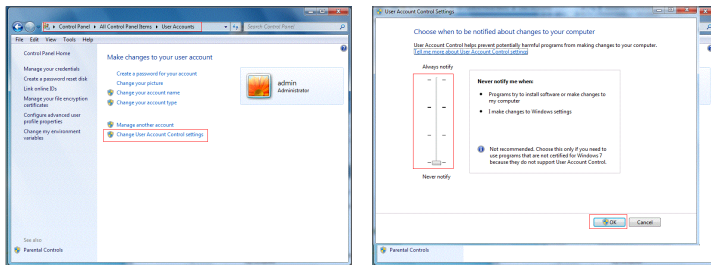 Control Panel ▸ All Control Panel Items ▸ User Accounts
Search Control Panel
File Edit View Tools Help
Control Panel Home
Manage your credentials
Create a password reset disk
Link online IDs
Manage your file encryption
certificates
Configure advanced user
profile properties
Change my environment
variables
See also
Parental Controls
Make changes to your user account
Create a password for your account
Change your picture
Change your account name
Change your account type
Manage another account
Change User Account Control settings
admin
Administrator
User Account Control Settings
Choose when to be notified about changes to your computer
User Account Control helps prevent potentially harmful programs from making changes to your computer.
Tell me more about User Account Control settings
Always notify
Never notify
Never notify me when:
• Programs try to install software or make changes to
my computer
• I make changes to Windows settings
Not recommended. Choose this only if you need to
use programs that are not certified for Windows 7
because they do not support User Account Control.
OK
Cancel
Parental Controls